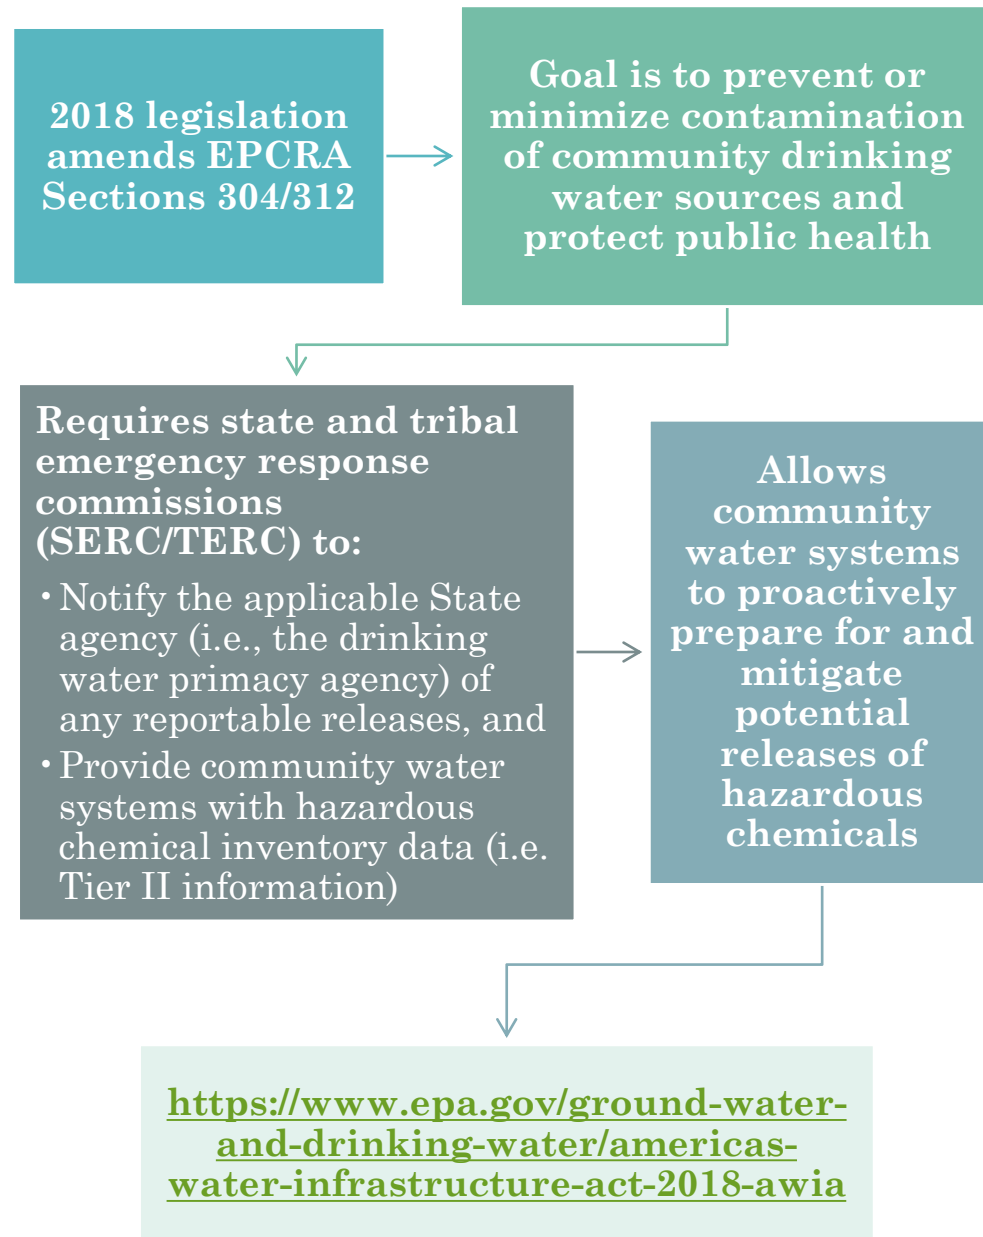 2018 legislation
amends EPCRA
Sections 304/312
Goal is to prevent or
minimize contamination
of community drinking
water sources and
protect public health
Requires state and tribal
emergency response
commissions
(SERC/TERC) to:
• Notify the applicable State
agency (i.e., the drinking
water primacy agency) of
any reportable releases, and
• Provide community water
systems with hazardous
chemical inventory data (i.e.
Tier II information)
Allows
community
water systems
to proactively
prepare for and
mitigate
potential
releases of
hazardous
chemicals
https://www.epa.gov/ground-water-
and-drinking-water/americas-
water-infrastructure-act-2018-awia